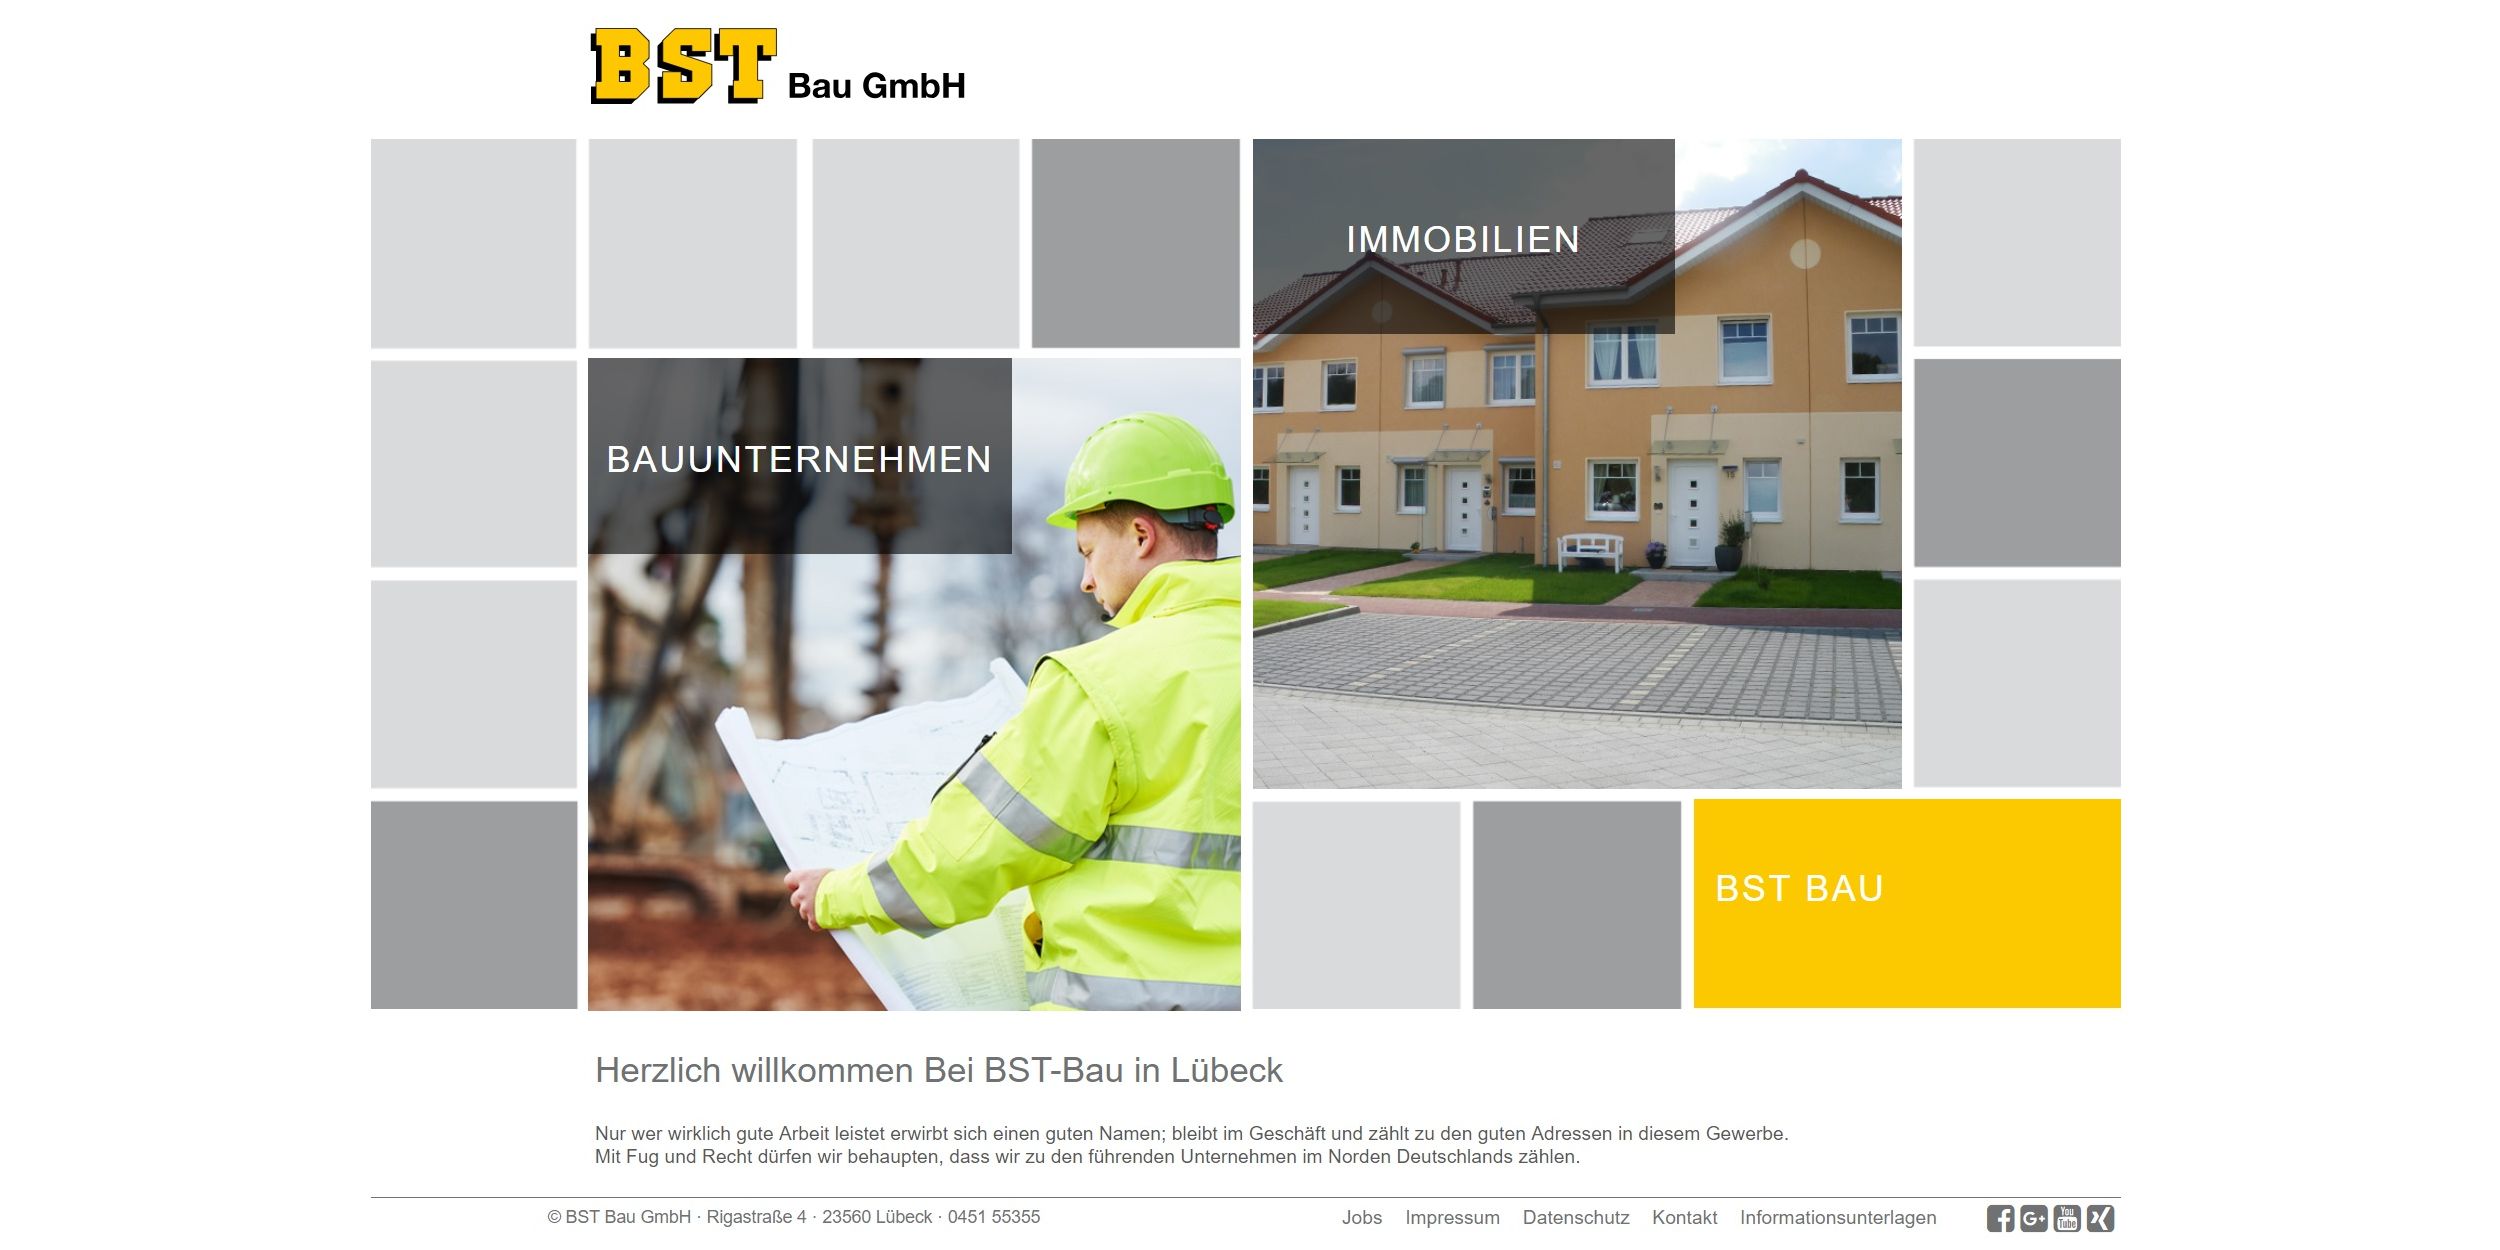 BST Bau GmbH
IMMOBILIEN
BAUUNTERNEHMEN
15
BST BAU
Herzlich willkommen Bei BST-Bau in Lübeck
Nur wer wirklich gute Arbeit leistet erwirbt sich einen guten Namen; bleibt im Geschäft und zählt zu den guten Adressen in diesem Gewerbe.
Mit Fug und Recht dürfen wir behaupten, dass wir zu den führenden Unternehmen im Norden Deutschlands zählen.
© BST Bau GmbH · Rigastraße 4 · 23560 Lübeck · 0451 55355
Jobs Impressum Datenschutz Kontakt Informationsunterlagen
You
Tube